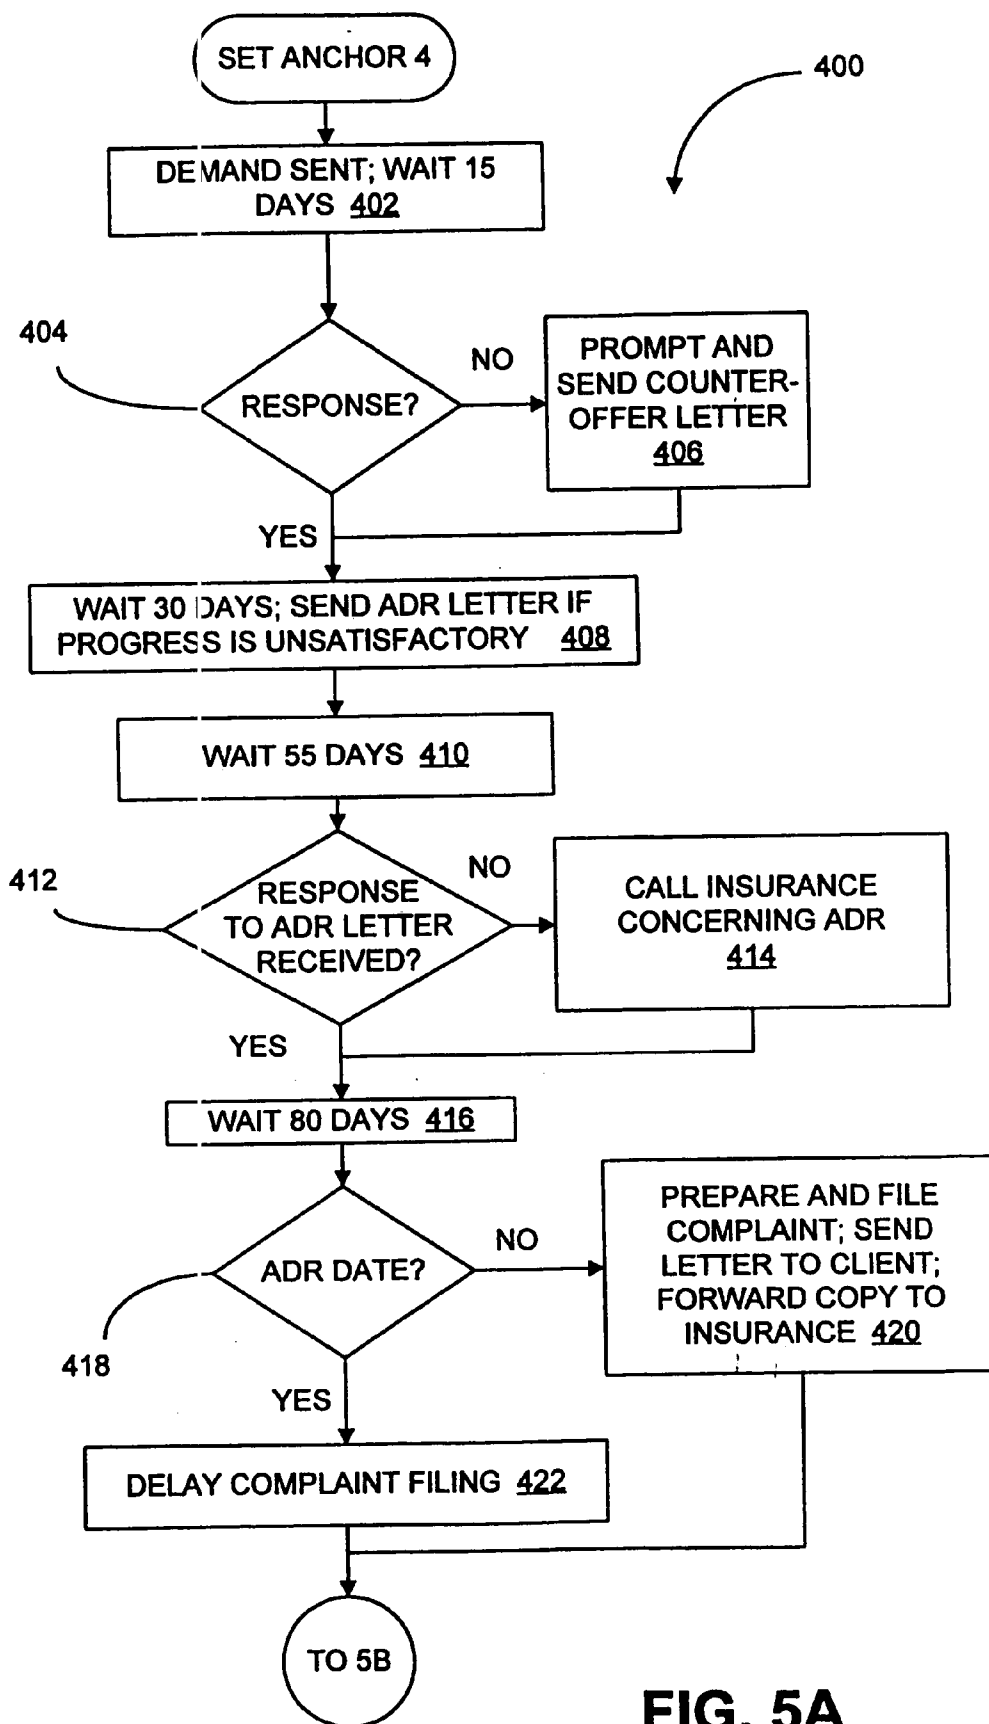 SET ANCHOR 4
400
DEMAND SENT; WAIT 15
DAYS 402
404
RESPONSE?
NO
PROMPT AND
SEND COUNTER-
OFFER LETTER
406
YES
WAIT 30 DAYS; SEND ADR LETTER IF
PROGRESS IS UNSATISFACTORY 408
WAIT 55 DAYS 410
412
RESPONSE
TO ADR LETTER
RECEIVED?
NO
CALL INSURANCE
CONCERNING ADR
414
YES
WAIT 80 DAYS 416
418
ADR DATE?
NO
PREPARE AND FILE
COMPLAINT; SEND
LETTER TO CLIENT;
FORWARD COPY TO
INSURANCE 420
YES
DELAY COMPLAINT FILING 422
TO 5B
FIG. 5A